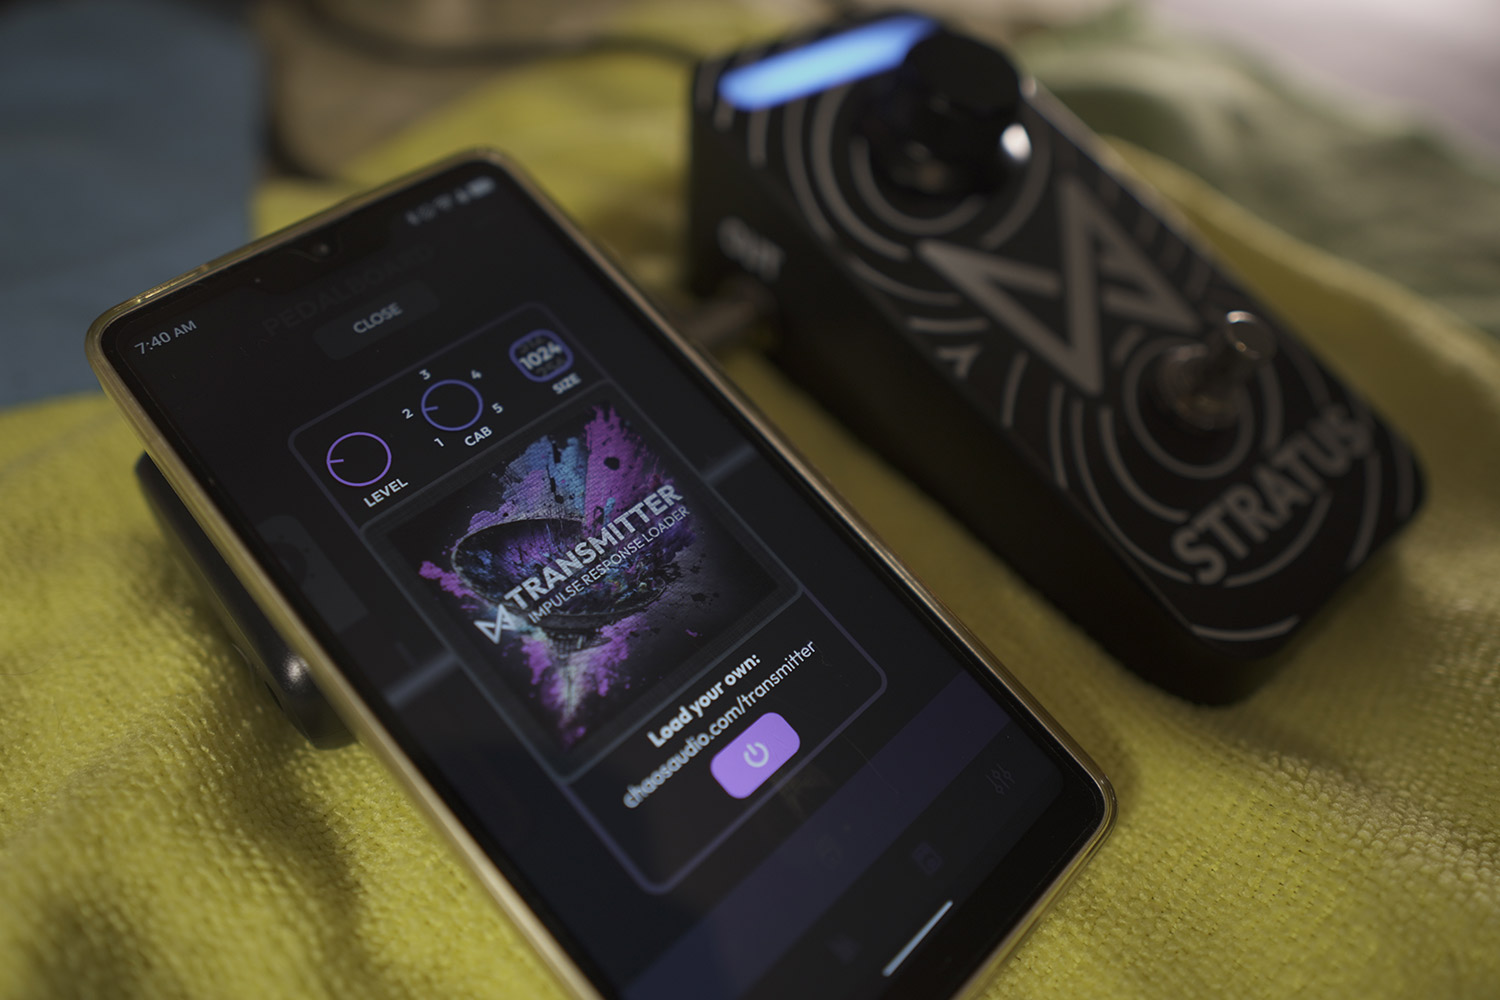 7:40 AM
PEDALBOARD
CLOSE
LEVEL
1
2
3
4
5
CAB
1024
SIZE
TRANSMITTER
IMPULSE RESPONSE LOADER
Load your own:
chaosaudio.com/transmitter
OUT
STRATUS